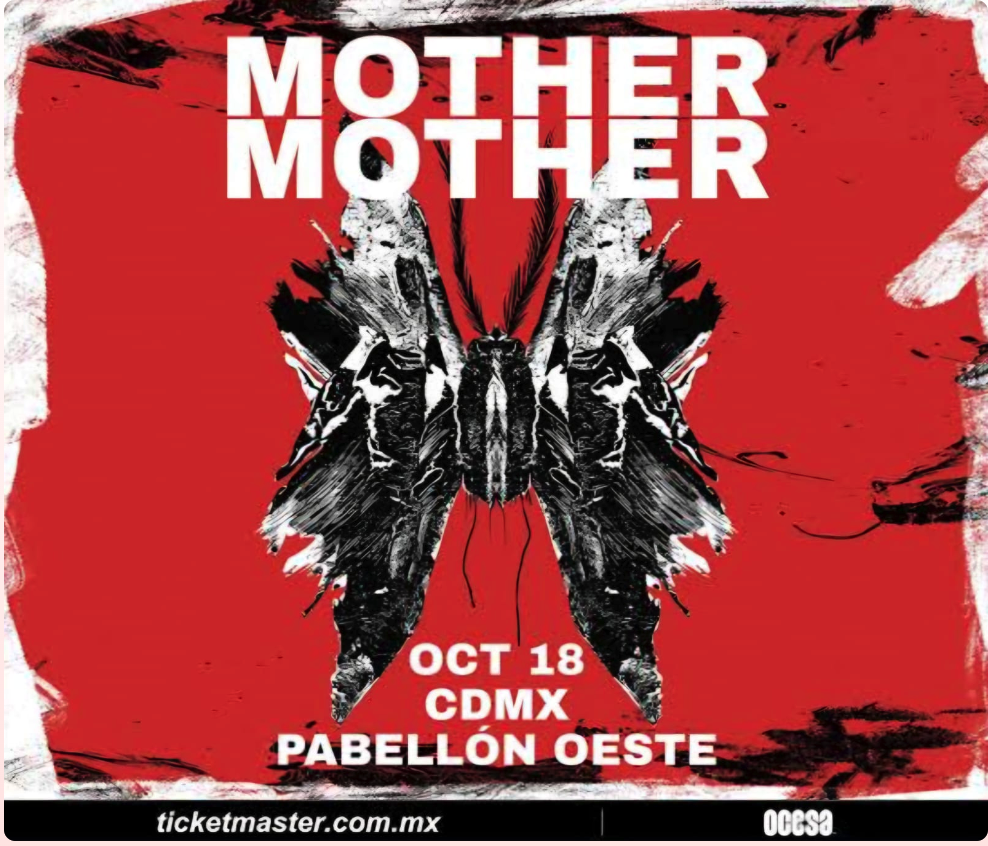 MOTHER
MOTHER
OCT 18
CDMX
PABELLÓN OESTE
ticketmaster.com.mx
ocesa